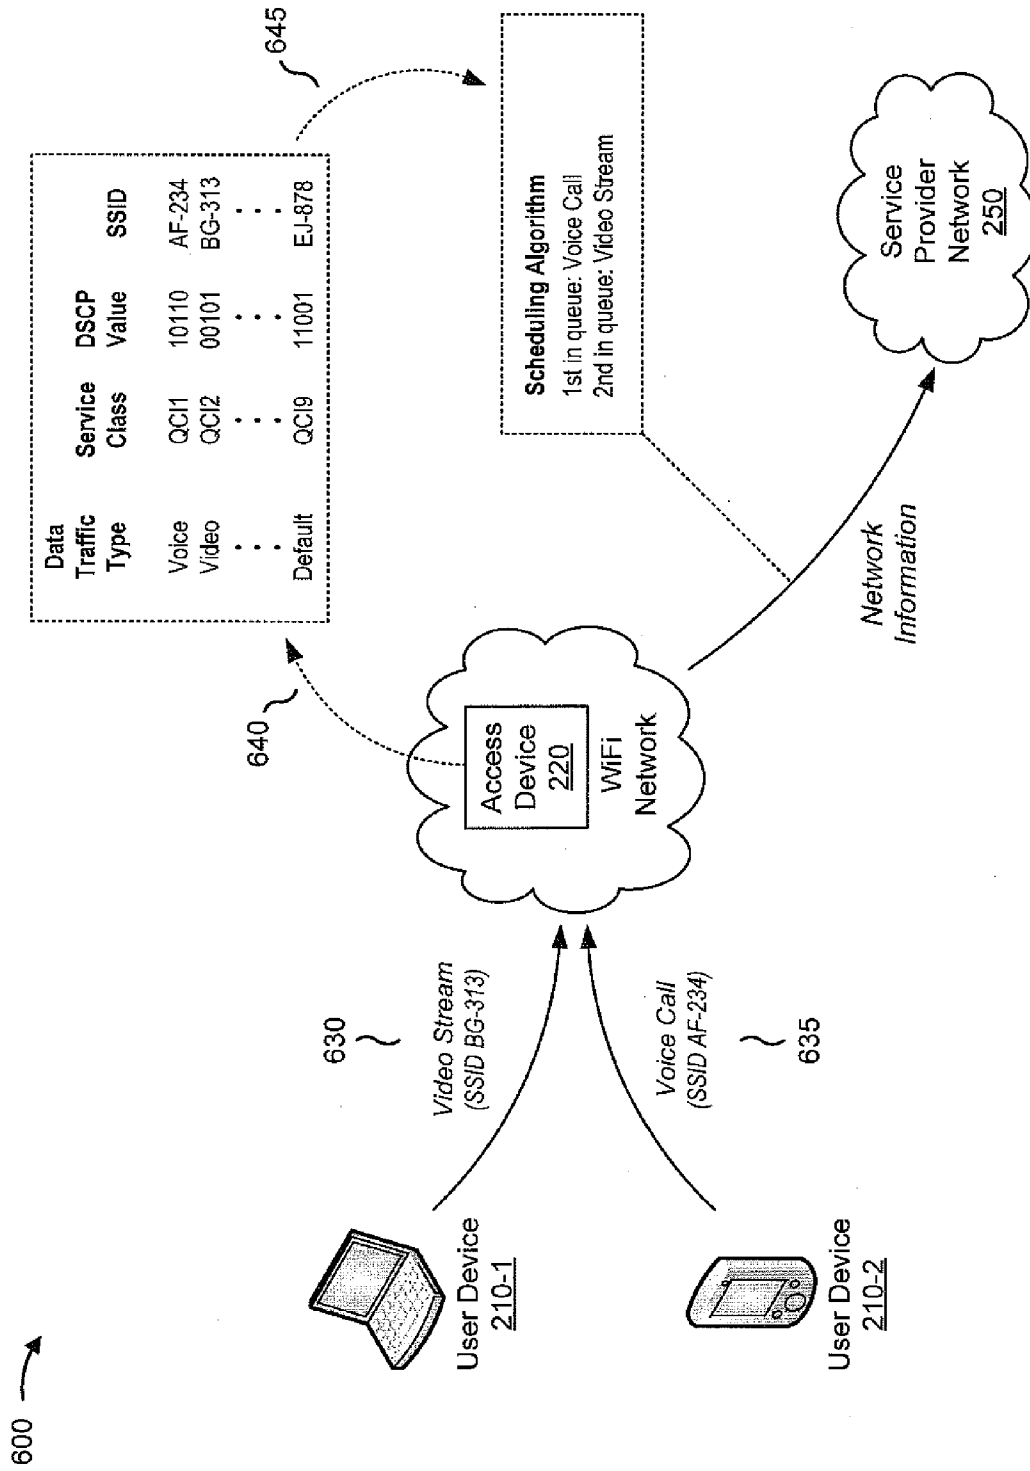 600
User Device
210-1
User Device
210-2
630
Video Stream
(SSID BG-313)
Voice Call
(SSID AF-234)
635
640
Access
Device
220
WiFi
Network
Data
Traffic Service DSCP
Type Class Value SSID
Voice QCI1 10110 AF-234
Video QCI2 00101 BG-313
Default QCI9 11001 EJ-878
645
Scheduling Algorithm
1st in queue: Voice Call
2nd in queue: Video Stream
Network
Information
Service
Provider
Network
250